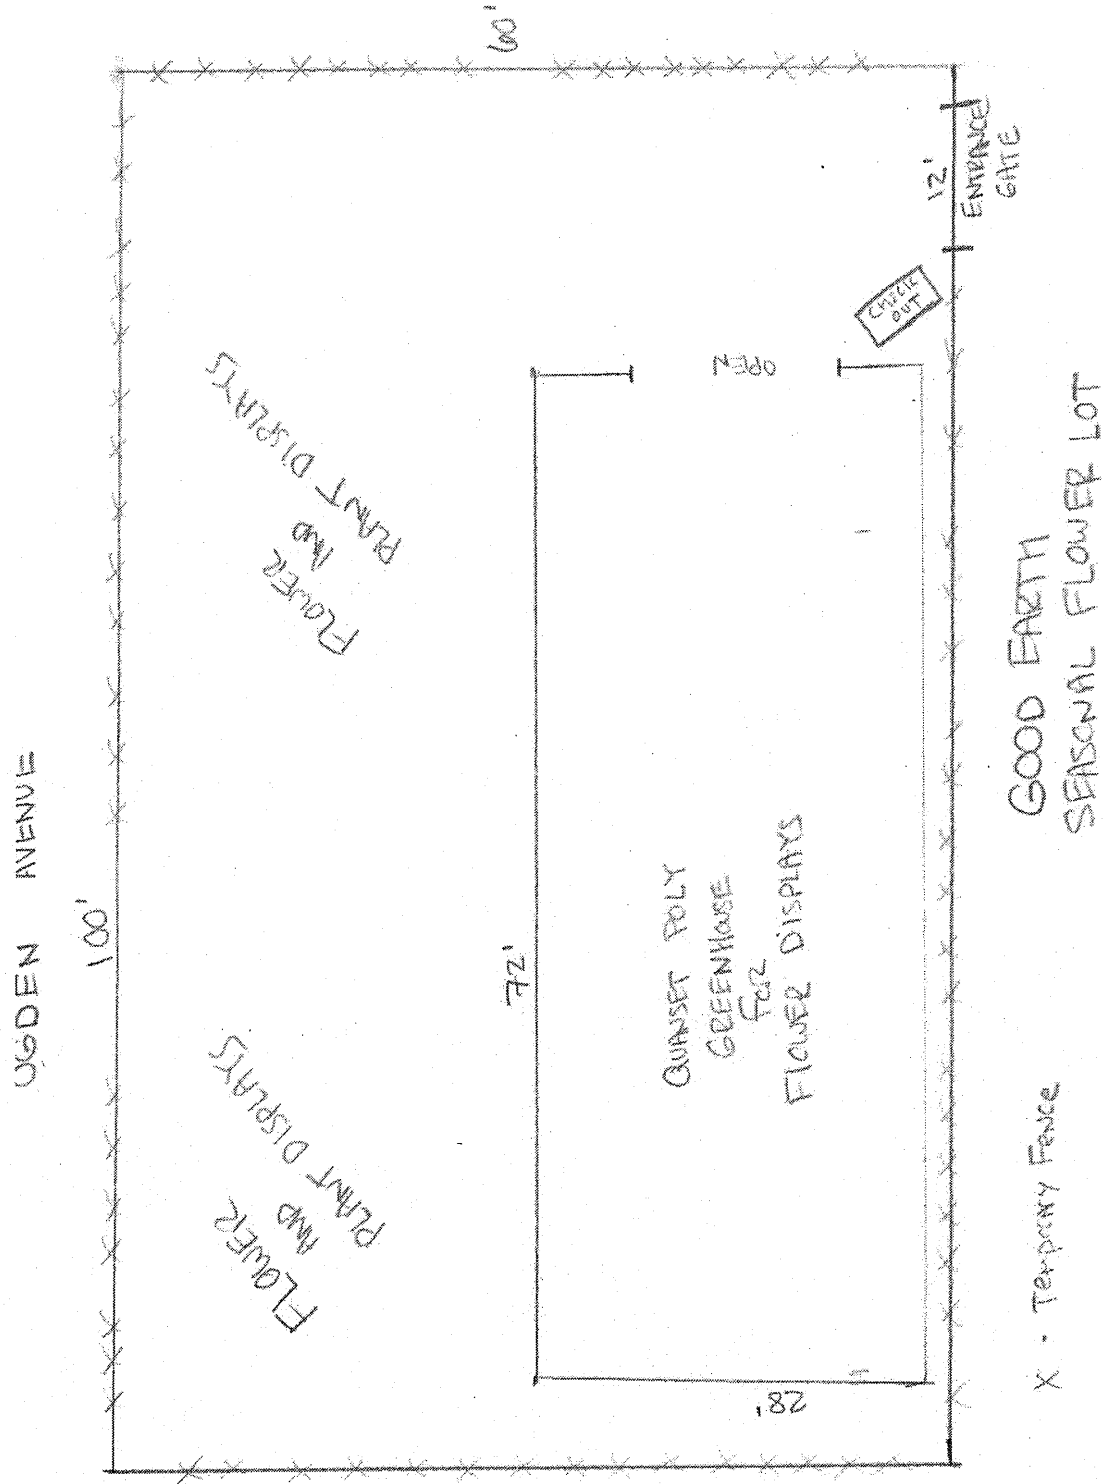 OGDEN AVENUE
100'
60'
FLOWER
AND
PLANT DISPLAYS
FLOWER
AND
PLANT DISPLAYS
72'
28'
QUANSET POLY
GREENHOUSE
FOR
FLOWER DISPLAYS
OPEN
CHECK
OUT
12'
ENTRANCE
GATE
X - Temporary Fence
GOOD EARTH
SEASONAL FLOWER LOT